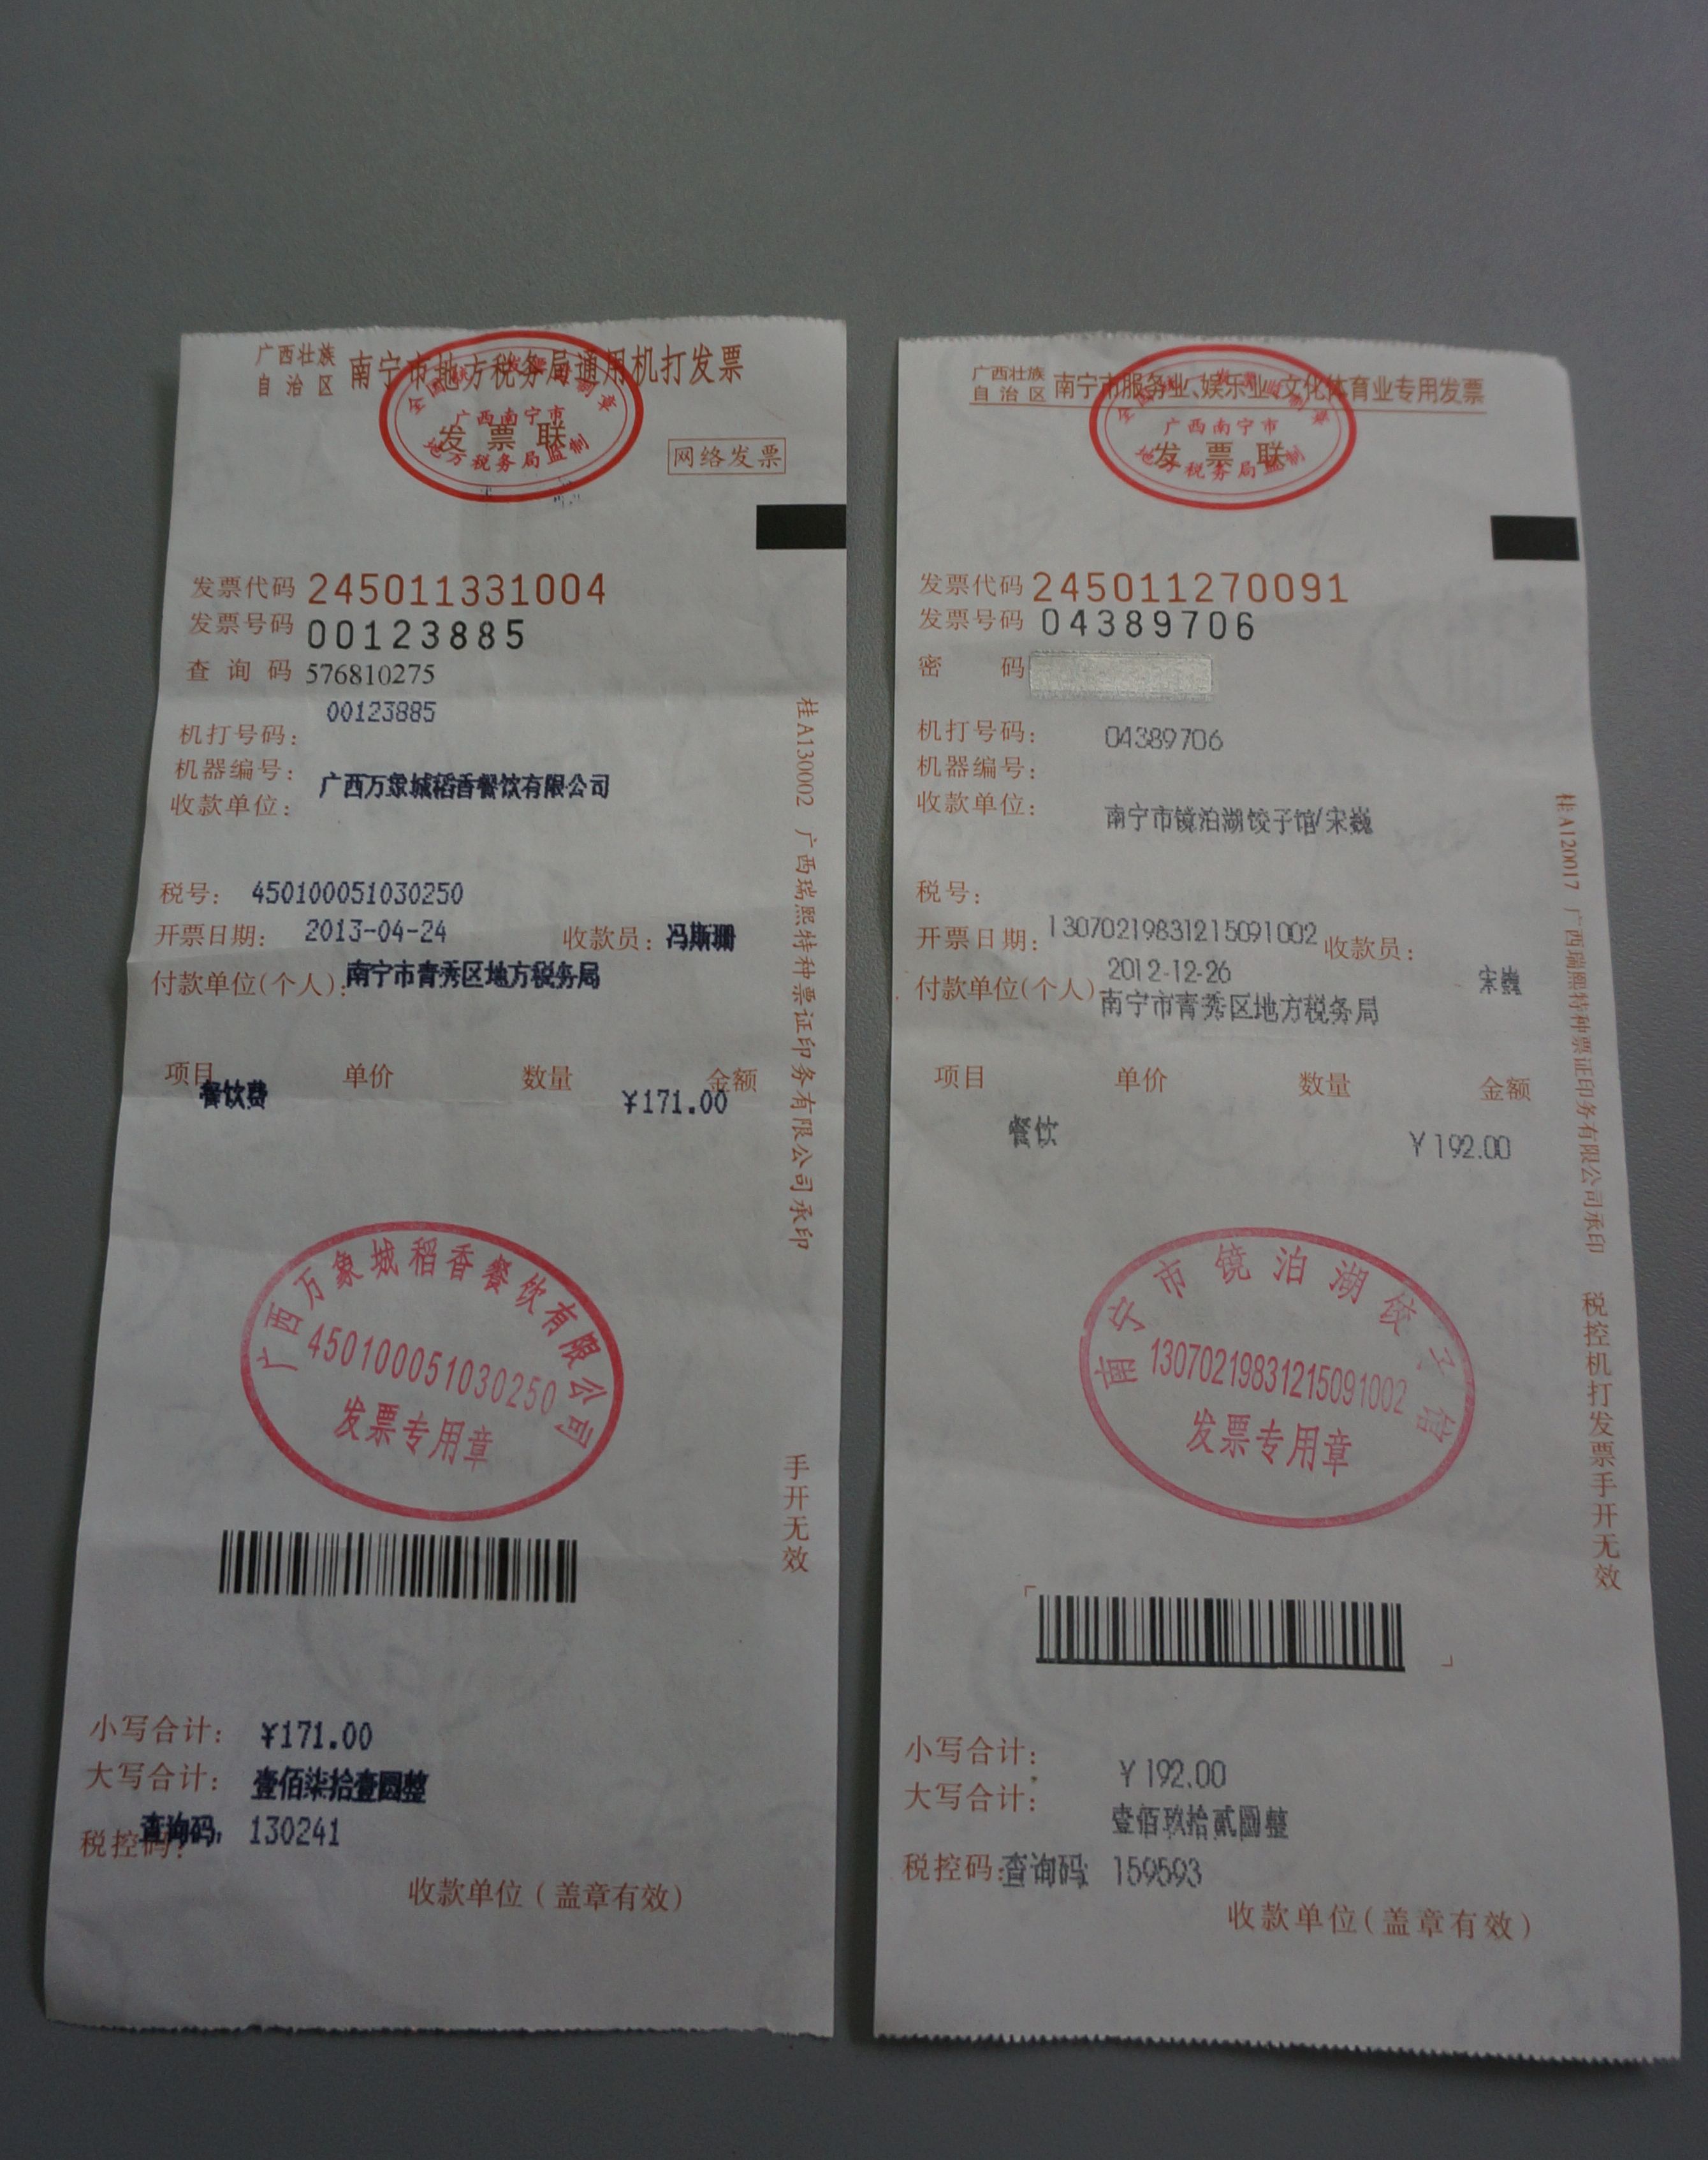 广西壮族
自治区
南宁市地方税务局通用机打发票
广西南宁市
发票联
地方税务局监制
网络发票
发票代码 245011331004
发票号码 00123885
查询码 576810275
00123885
机打号码：
机器编号：
广西万象城稻香餐饮有限公司
收款单位：
税号： 450100051030250
开票日期： 2013-04-24 收款员：冯斯珊
付款单位(个人)：南宁市青秀区地方税务局
项目 单价 数量 金额
餐饮费 ¥171.00
广西万象城稻香餐饮有限公司
450100051030250
发票专用章
小写合计： ¥171.00
大写合计： 壹佰柒拾壹圆整
税控码：查询码： 130241
收款单位（盖章有效）
桂A130002 广西瑞熙特种票证印务有限公司承印
手开无效
广西壮族
自治区
南宁市服务业、娱乐业、文化体育业专用发票
广西南宁市
发票联
地方税务局监制
发票代码 245011270091
发票号码 04389706
密码
机打号码： 04389706
机器编号：
收款单位： 南宁市镜泊湖饺子馆/宋巍
税号：
130702198312150910​02
开票日期： 收款员：
2012-12-26 宋巍
付款单位(个人) 南宁市青秀区地方税务局
项目 单价 数量 金额
餐饮 ¥192.00
南宁市镜泊湖饺子馆
13070219831215091002
发票专用章
小写合计： ¥192.00
大写合计： 壹佰玖拾贰圆整
税控码：查询码： 159593
收款单位（盖章有效）
桂A120017 广西瑞熙特种票证印务有限公司承印
税控机打发票手开无效